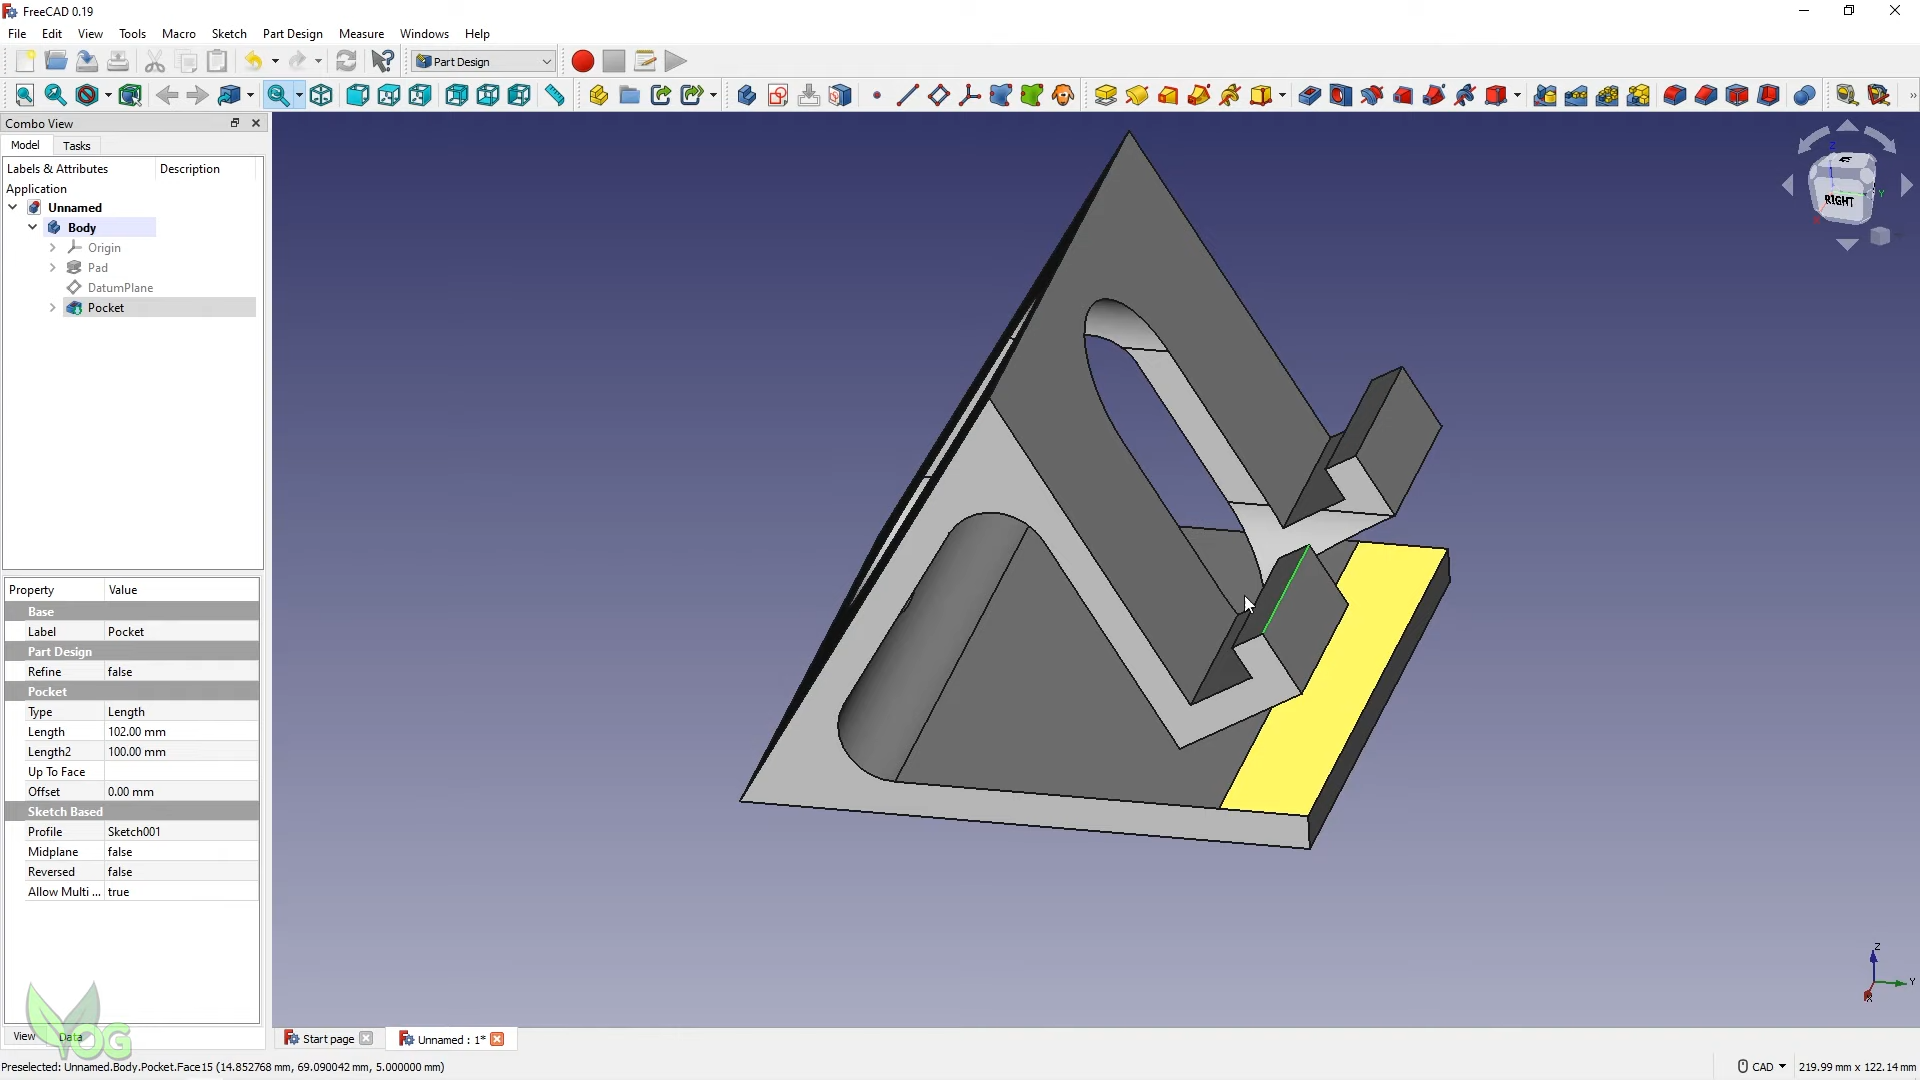 FreeCAD 0.19
File Edit View Tools Macro Sketch Part Design Measure Windows Help
Part Design
Combo View
Model Tasks
Labels & Attributes Description
Application
Unnamed
Body
Origin
Pad
DatumPlane
Pocket
RIGHT
Z
Y
Property Value
Base
Label Pocket
Part Design
Refine false
Pocket
Type Length
Length 102.00 mm
Length2 100.00 mm
Up To Face
Offset 0.00 mm
Sketch Based
Profile Sketch001
Midplane false
Reversed false
Allow Multi ... true
Z
Y
X
YOG
View Data
Start page Unnamed : 1*
Preselected: Unnamed.Body.Pocket.Face15 (14.852768 mm, 69.090042 mm, 5.000000 mm)
CAD 219.99 mm x 122.14 mm